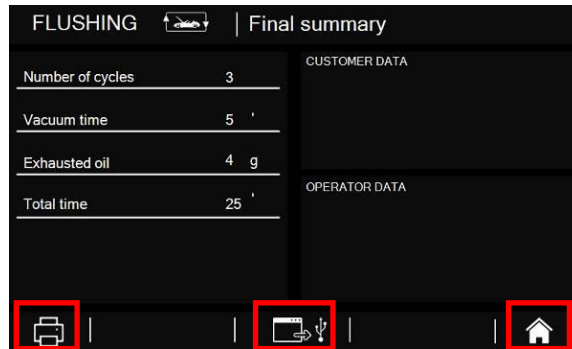 FLUSHING | Final summary
Number of cycles 3
Vacuum time 5 '
Exhausted oil 4 g
Total time 25 '
CUSTOMER DATA
OPERATOR DATA